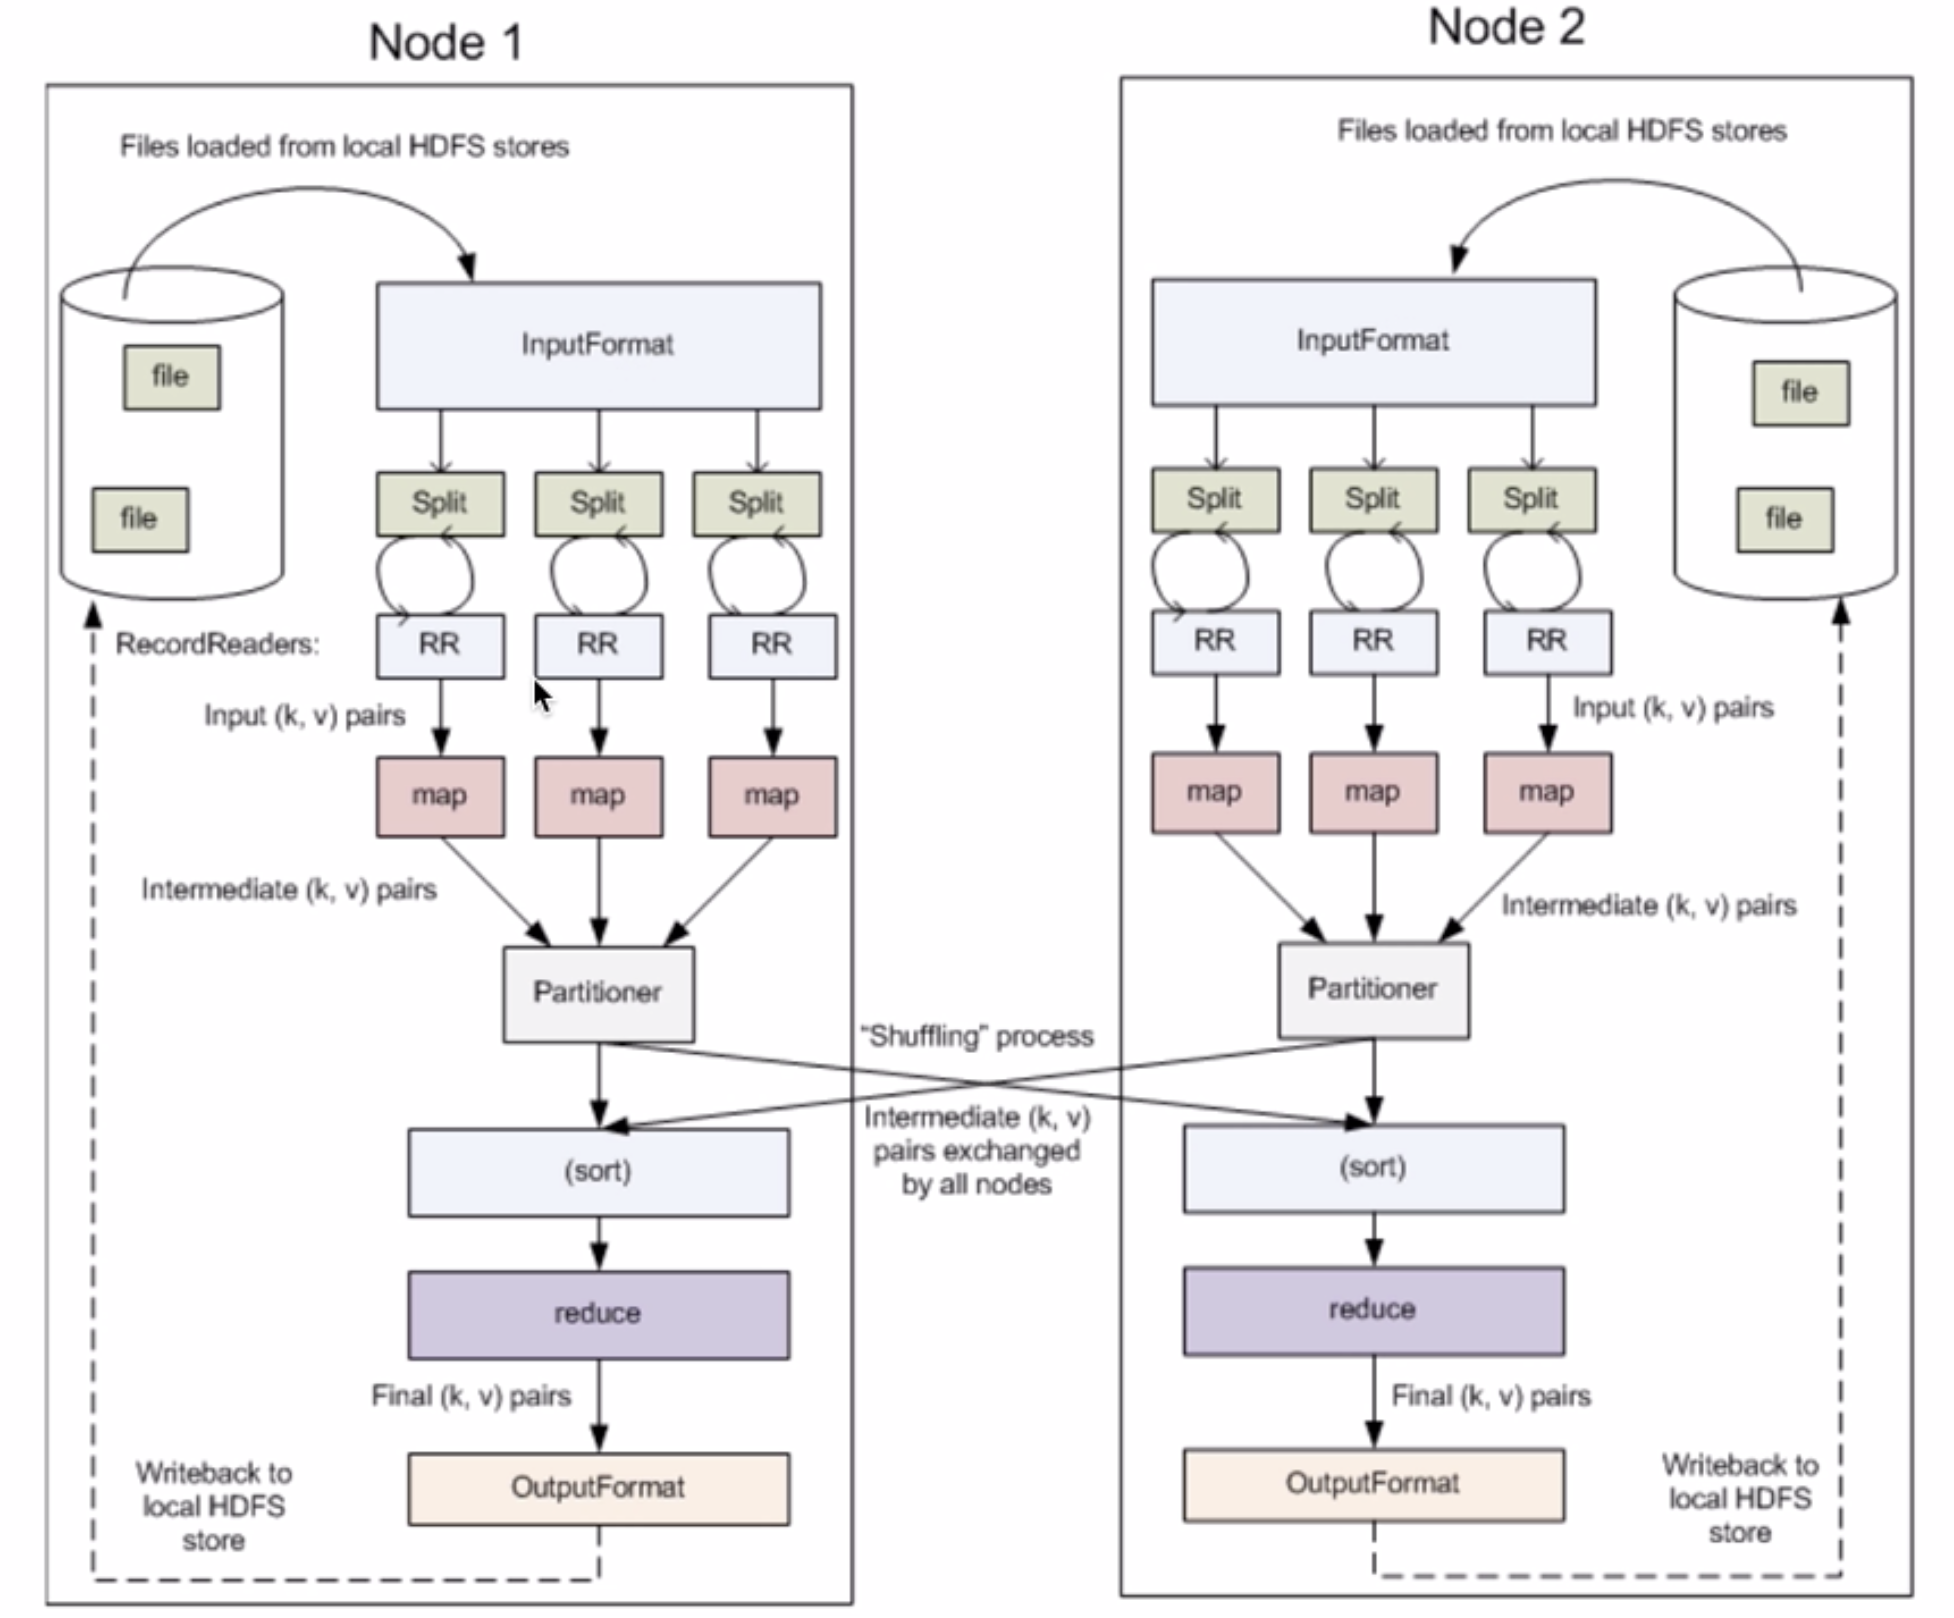 Node 1
Files loaded from local HDFS stores
file
file
InputFormat
Split
Split
Split
RecordReaders:
RR
RR
RR
Input (k, v) pairs
map
map
map
Intermediate (k, v) pairs
Partitioner
(sort)
reduce
Final (k, v) pairs
OutputFormat
Writeback to
local HDFS
store
"Shuffling" process
Intermediate (k, v)
pairs exchanged
by all nodes
Node 2
Files loaded from local HDFS stores
InputFormat
file
file
Split
Split
Split
RR
RR
RR
Input (k, v) pairs
map
map
map
Intermediate (k, v) pairs
Partitioner
(sort)
reduce
Final (k, v) pairs
OutputFormat
Writeback to
local HDFS
store